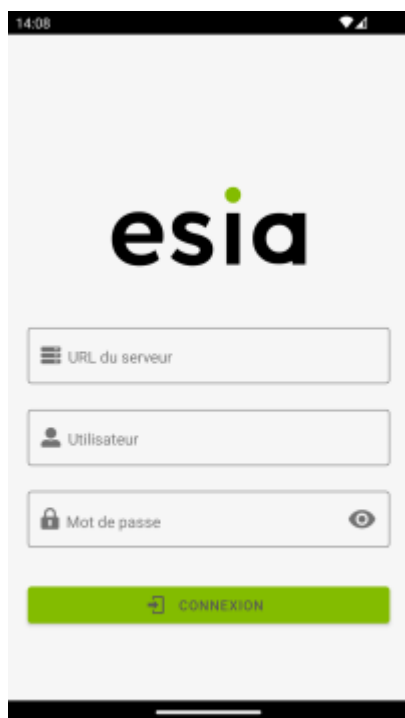 14:08
esia
URL du serveur
Utilisateur
Mot de passe
CONNEXION